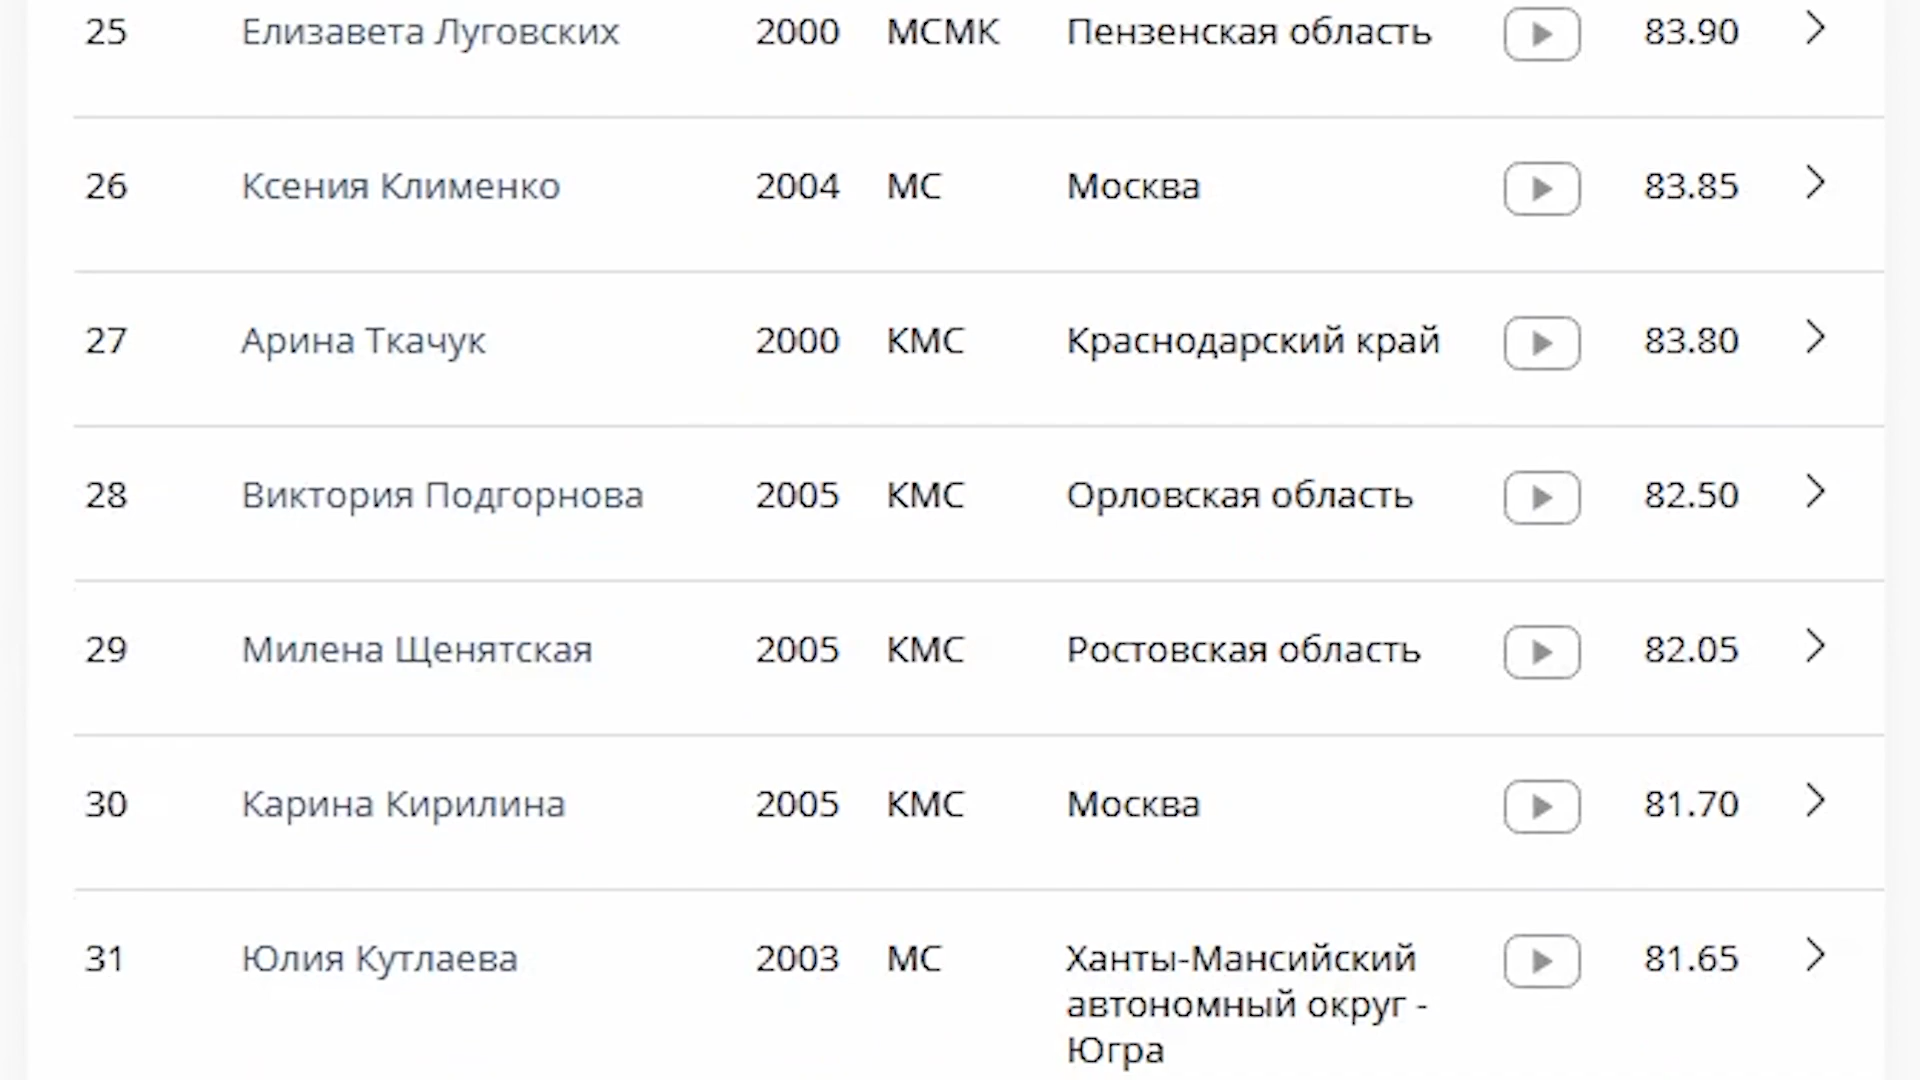 25 Елизавета Луговских 2000 МСМК Пензенская область 83.90
26 Ксения Клименко 2004 МС Москва 83.85
27 Арина Ткачук 2000 КМС Краснодарский край 83.80
28 Виктория Подгорнова 2005 КМС Орловская область 82.50
29 Милена Щенятская 2005 КМС Ростовская область 82.05
30 Карина Кирилина 2005 КМС Москва 81.70
31 Юлия Кутлаева 2003 МС Ханты-Мансийский 81.65
автономный округ -
Югра